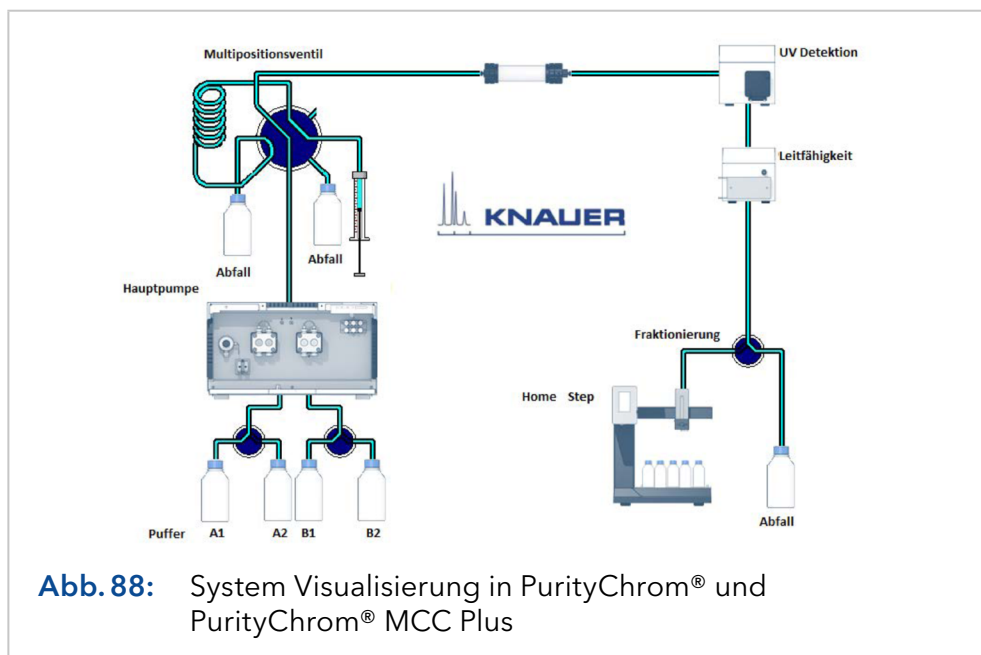 Multipositionsventil
UV Detektion
Leitfähigkeit
KNAUER
Abfall
Abfall
Hauptpumpe
Fraktionierung
Home Step
Abfall
Puffer A1 A2 B1 B2
Abb. 88: System Visualisierung in PurityChrom® und
PurityChrom® MCC Plus